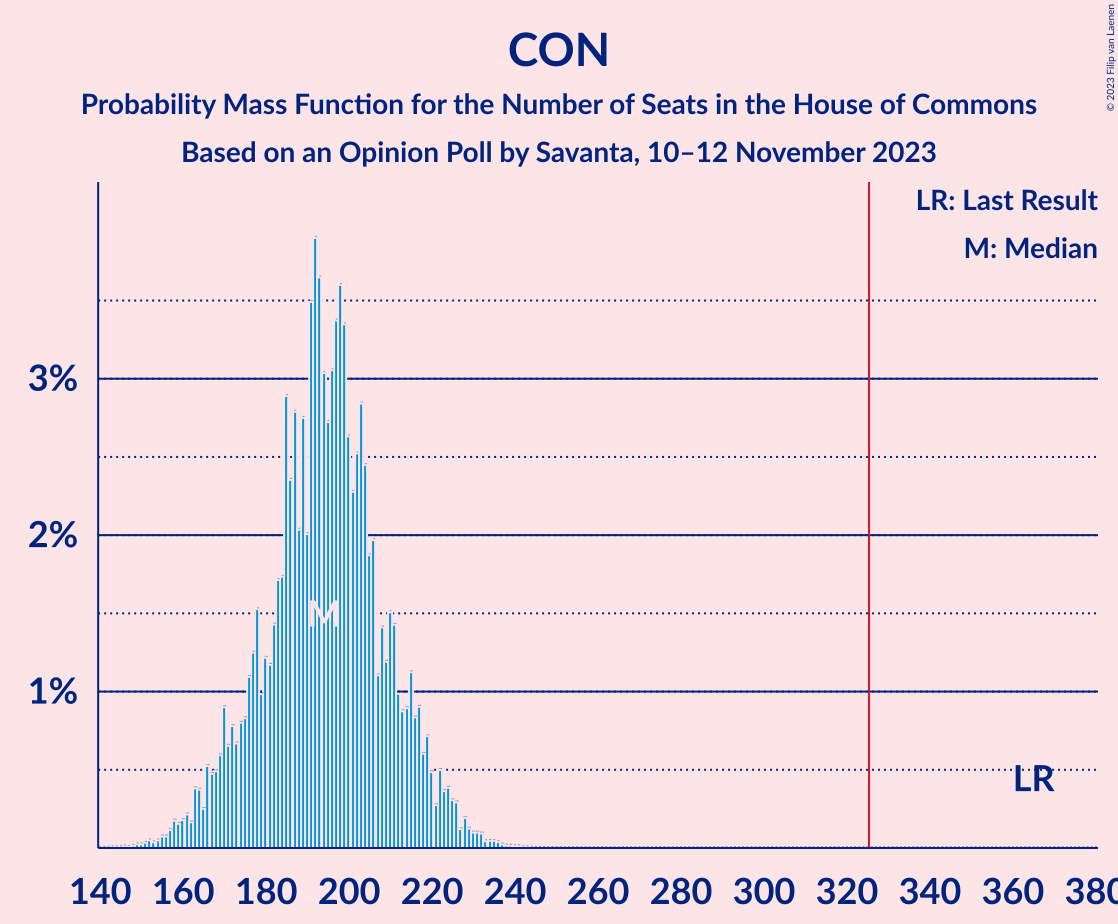 CON
© 2023 Filip van Laenen
Probability Mass Function for the Number of Seats in the House of Commons
Based on an Opinion Poll by Savanta, 10–12 November 2023
LR: Last Result
M: Median
3%
2%
M
1%
LR
140 160 180 200 220 240 260 280 300 320 340 360 380